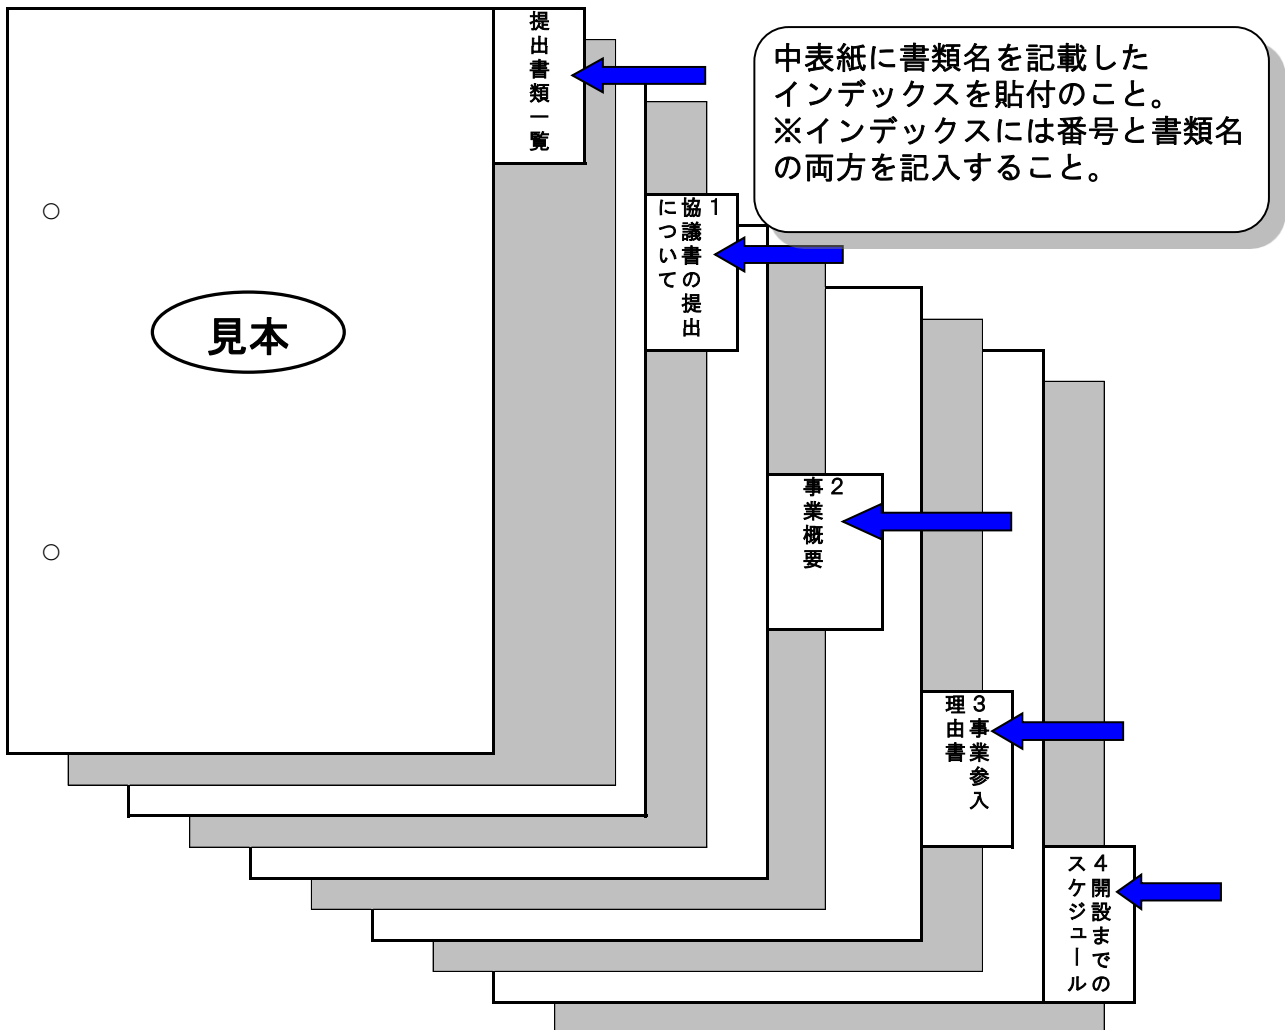 提出書類一覧
中表紙に書類名を記載した
インデックスを貼付のこと。
※インデックスには番号と書類名
の両方を記入すること。
1
協議書の提出
について
見本
2
事業概要
3事業参入
理由書
4開設までの
スケジュール